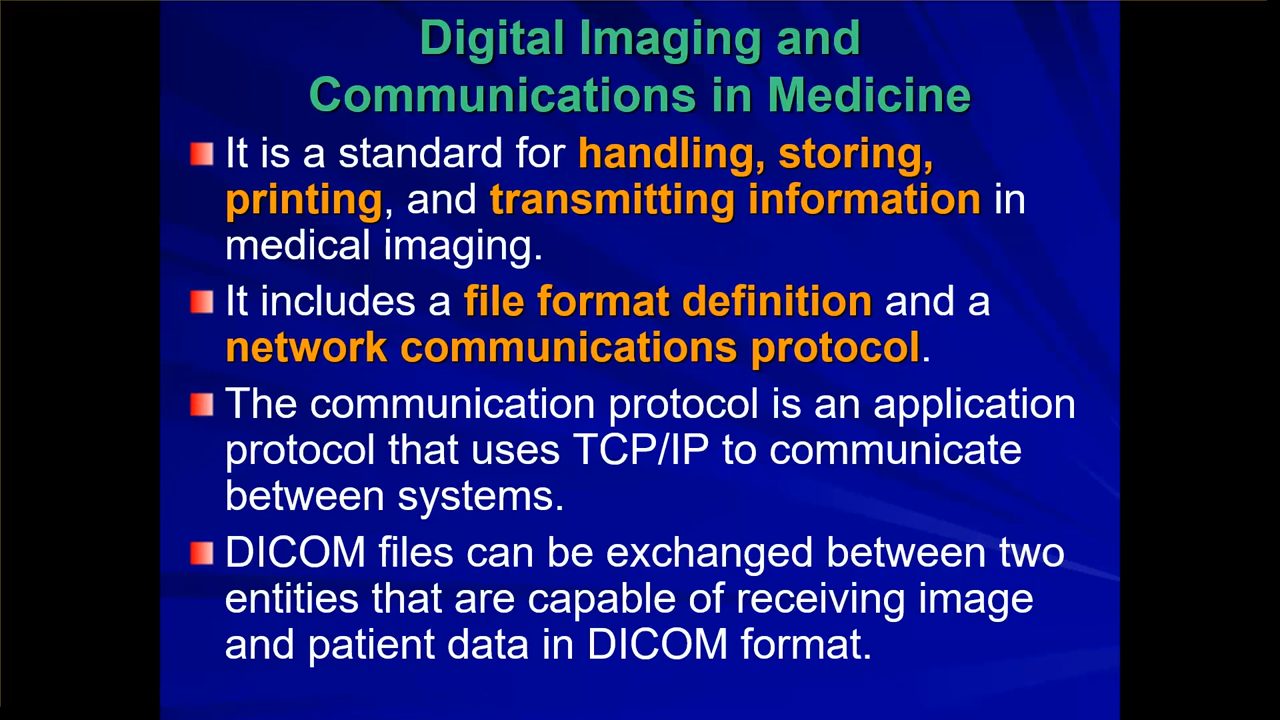 Digital Imaging and
Communications in Medicine
It is a standard for handling, storing,
printing, and transmitting information in
medical imaging.
It includes a file format definition and a
network communications protocol.
The communication protocol is an application
protocol that uses TCP/IP to communicate
between systems.
DICOM files can be exchanged between two
entities that are capable of receiving image
and patient data in DICOM format.